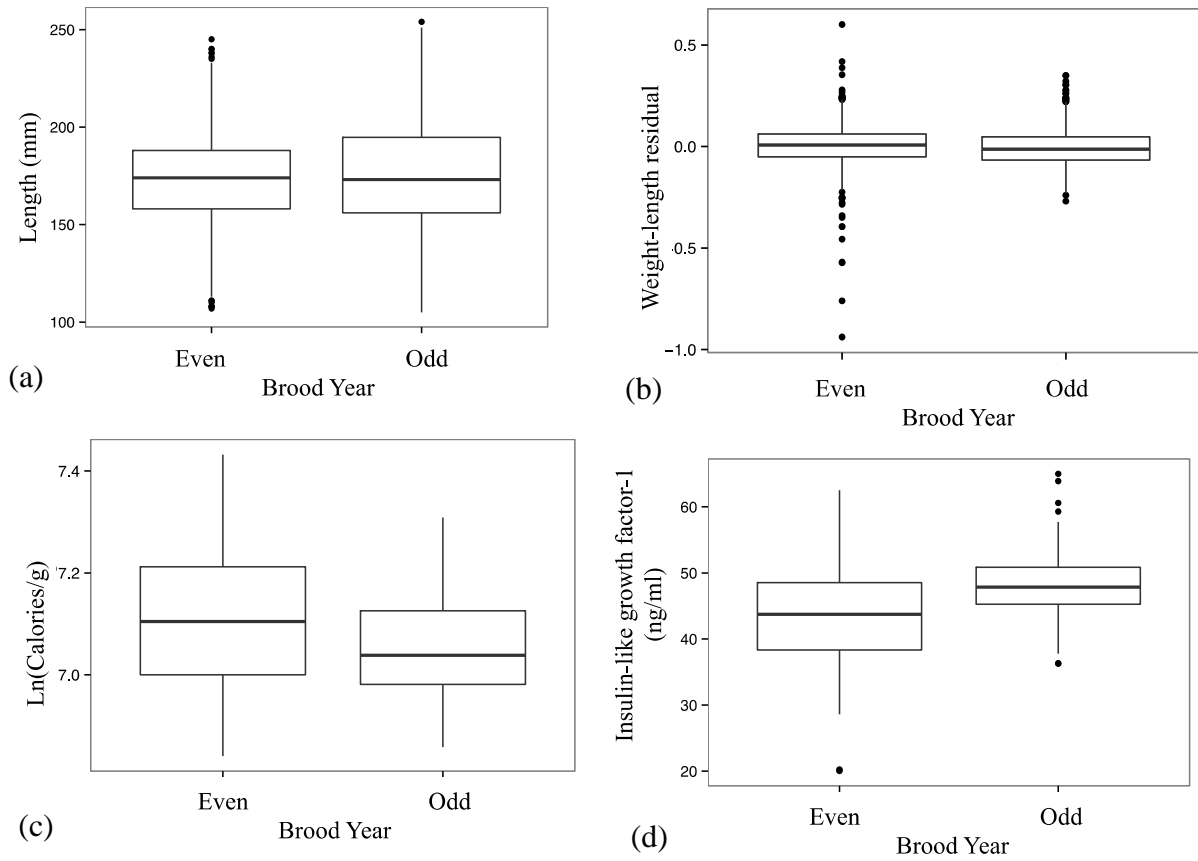 250
200
150
100
Length (mm)
Even
Odd
Brood Year
(a)
0.5
0.0
-0.5
-1.0
Weight-length residual
Even
Odd
Brood Year
(b)
7.4
7.2
7.0
Ln(Calories/g)
Even
Odd
Brood Year
(c)
60
50
40
30
20
Insulin-like growth factor-1
(ng/ml)
Even
Odd
Brood Year
(d)